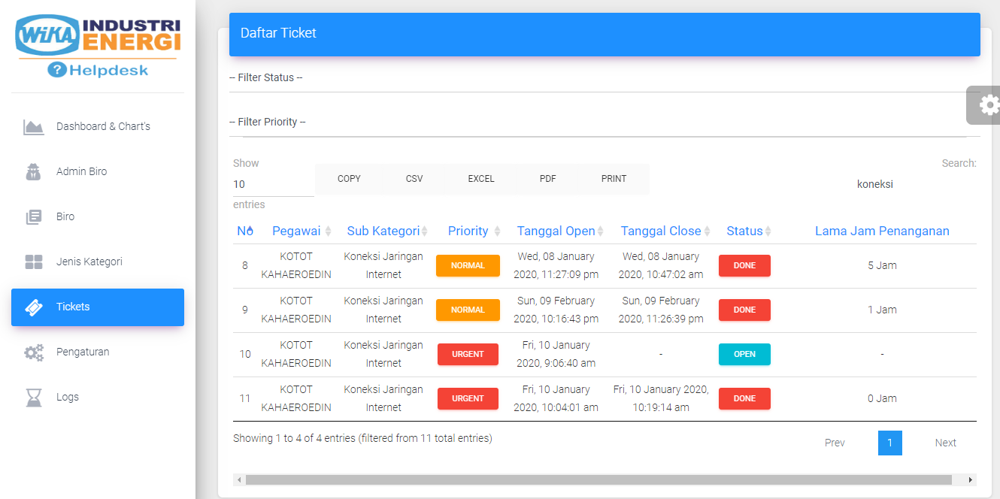 WiKA INDUSTRI
ENERGI
? Helpdesk
Dashboard & Chart's
Admin Biro
Biro
Jenis Kategori
Tickets
Pengaturan
Logs
Daftar Ticket
-- Filter Status --
-- Filter Priority --
Show
10
entries
COPY CSV EXCEL PDF PRINT
Search:
koneksi
NO Pegawai Sub Kategori Priority Tanggal Open Tanggal Close Status Lama Jam Penanganan
8 KOTOT KAHAEROEDIN Koneksi Jaringan Internet NORMAL Wed, 08 January 2020, 11:27:09 pm Wed, 08 January 2020, 10:47:02 am DONE 5 Jam
9 KOTOT KAHAEROEDIN Koneksi Jaringan Internet NORMAL Sun, 09 February 2020, 10:16:43 pm Sun, 09 February 2020, 11:26:39 pm DONE 1 Jam
10 KOTOT KAHAEROEDIN Koneksi Jaringan Internet URGENT Fri, 10 January 2020, 9:06:40 am - OPEN -
11 KOTOT KAHAEROEDIN Koneksi Jaringan Internet URGENT Fri, 10 January 2020, 10:04:01 am Fri, 10 January 2020, 10:19:14 am DONE 0 Jam
Showing 1 to 4 of 4 entries (filtered from 11 total entries)
Prev 1 Next